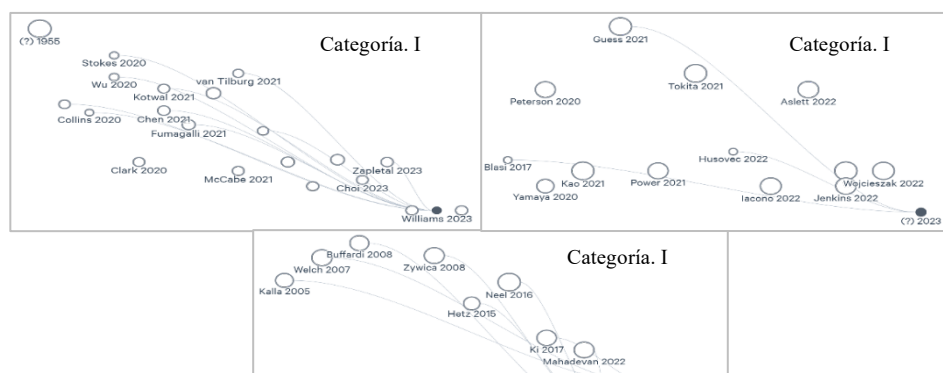 (?) 1955
Categoría. I
Stokes 2020
Wu 2020
van Tilburg 2021
Kotwal 2021
Collins 2020
Chen 2021
Fumagalli 2021
Clark 2020
McCabe 2021
Zapletal 2023
Choi 2023
Williams 2023
Guess 2021
Categoría. I
Tokita 2021
Peterson 2020
Aslett 2022
Husovec 2022
Blasi 2017
Kao 2021
Power 2021
Wojcieszak 2022
Yamaya 2020
Iacono 2022
Jenkins 2022
(?) 2023
Categoría. I
Buffardi 2008
Welch 2007
Zywica 2008
Kalla 2005
Neel 2016
Hetz 2015
Ki 2017
Mahadevan 2022